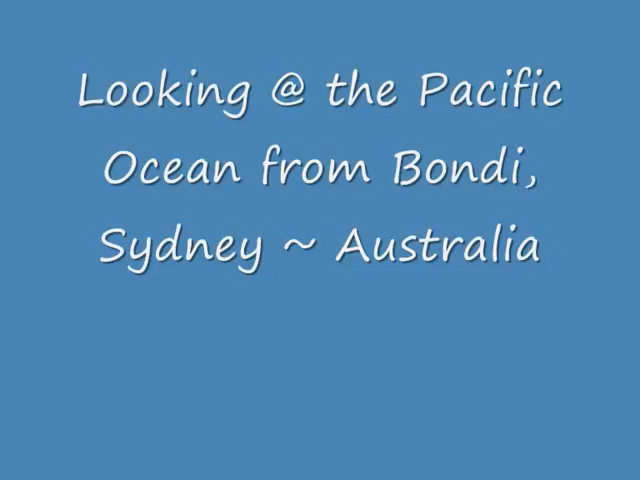 Looking @ the Pacific
Ocean from Bondi,
Sydney ~ Australia